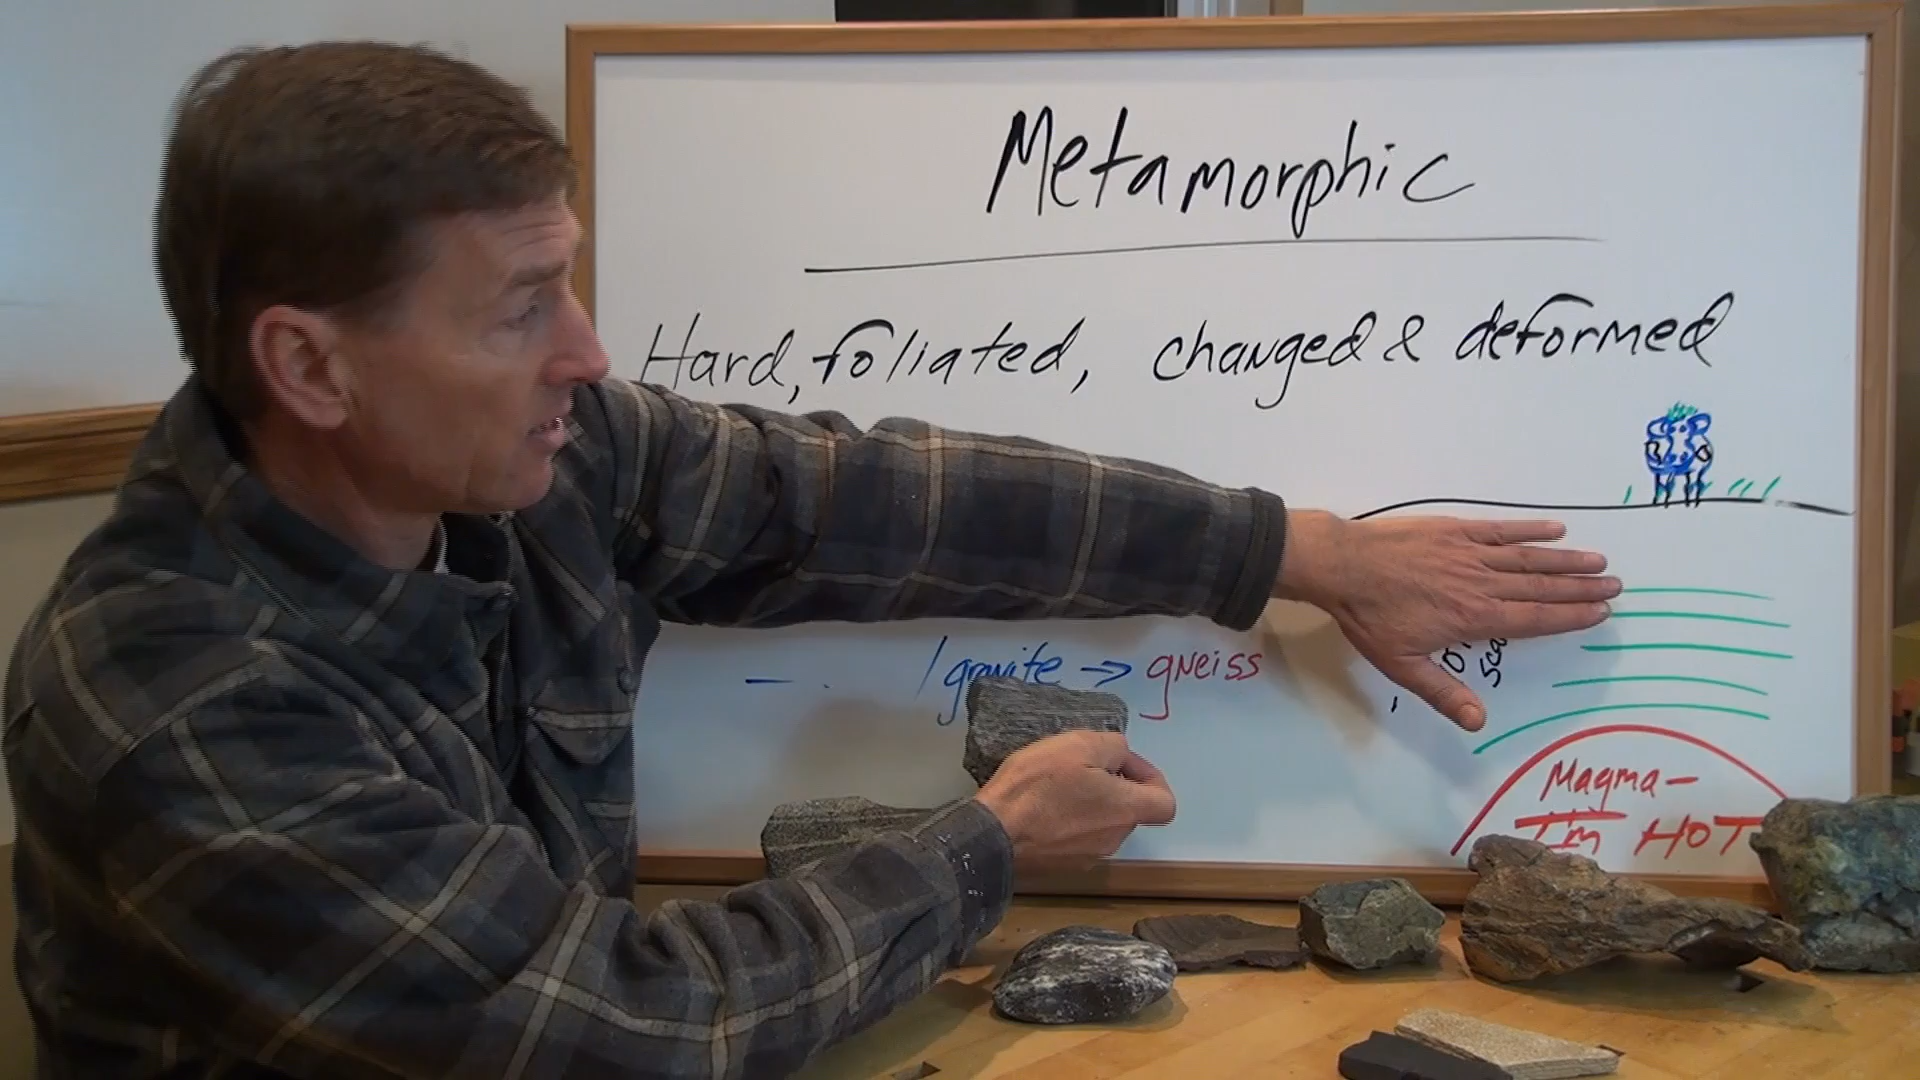 Metamorphic
Hard, foliated, changed & deformed
granite → gneiss
Magma -
I'm HOT